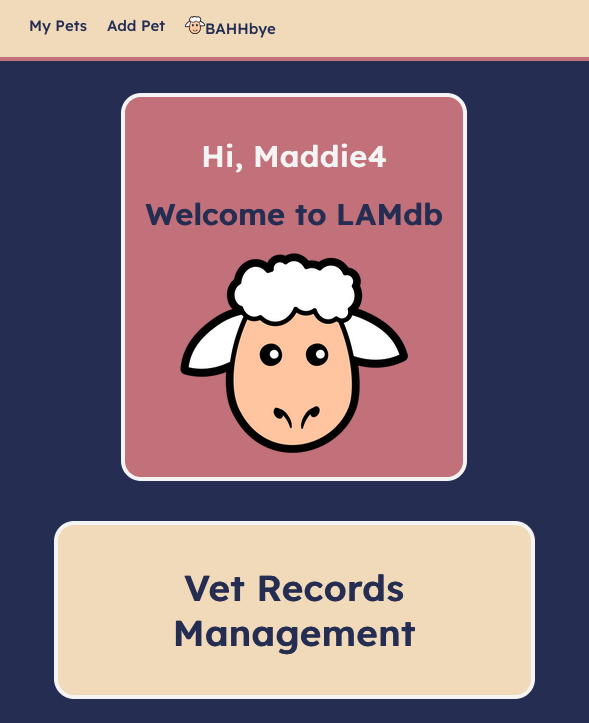 My Pets Add Pet BAHHbye
Hi, Maddie4
Welcome to LAMdb
Vet Records
Management